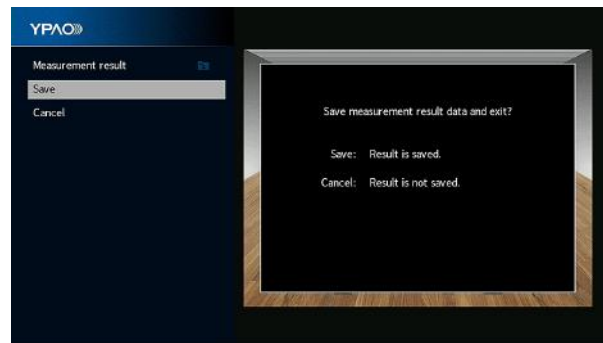 YPAO
Measurement result
Save
Cancel
Save measurement result data and exit?
Save: Result is saved.
Cancel: Result is not saved.